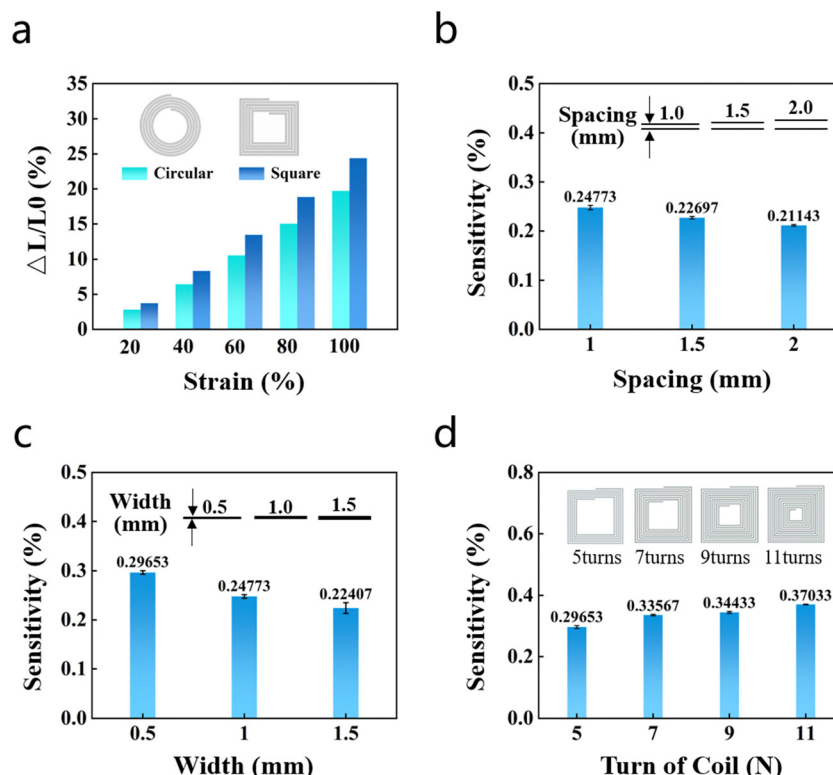 a
35
30
25
20
15
10
5
0
△L/L0 (%)
Circular
Square
20 40 60 80 100
Strain (%)
b
0.5
0.4
0.3
0.2
0.1
0.0
Sensitivity (%)
Spacing
(mm)
1.0 1.5 2.0
0.24773
0.22697
0.21143
1 1.5 2
Spacing (mm)
c
0.5
0.4
0.3
0.2
0.1
0.0
Sensitivity (%)
Width
(mm)
0.5 1.0 1.5
0.29653
0.24773
0.22407
0.5 1 1.5
Width (mm)
d
0.8
0.6
0.4
0.2
0.0
Sensitivity (%)
5turns 7turns 9turns 11turns
0.29653
0.33567
0.34433
0.37033
5 7 9 11
Turn of Coil (N)